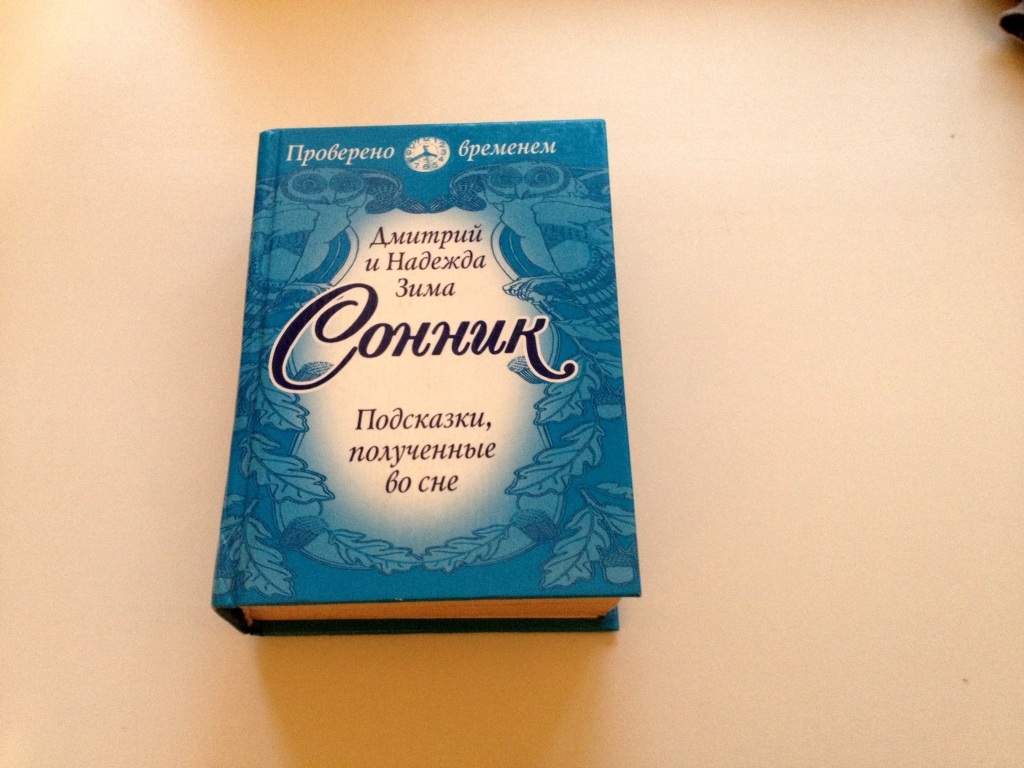 Проверено временем
Дмитрий
и Надежда
Зима
Сонник
Подсказки,
полученные
во сне